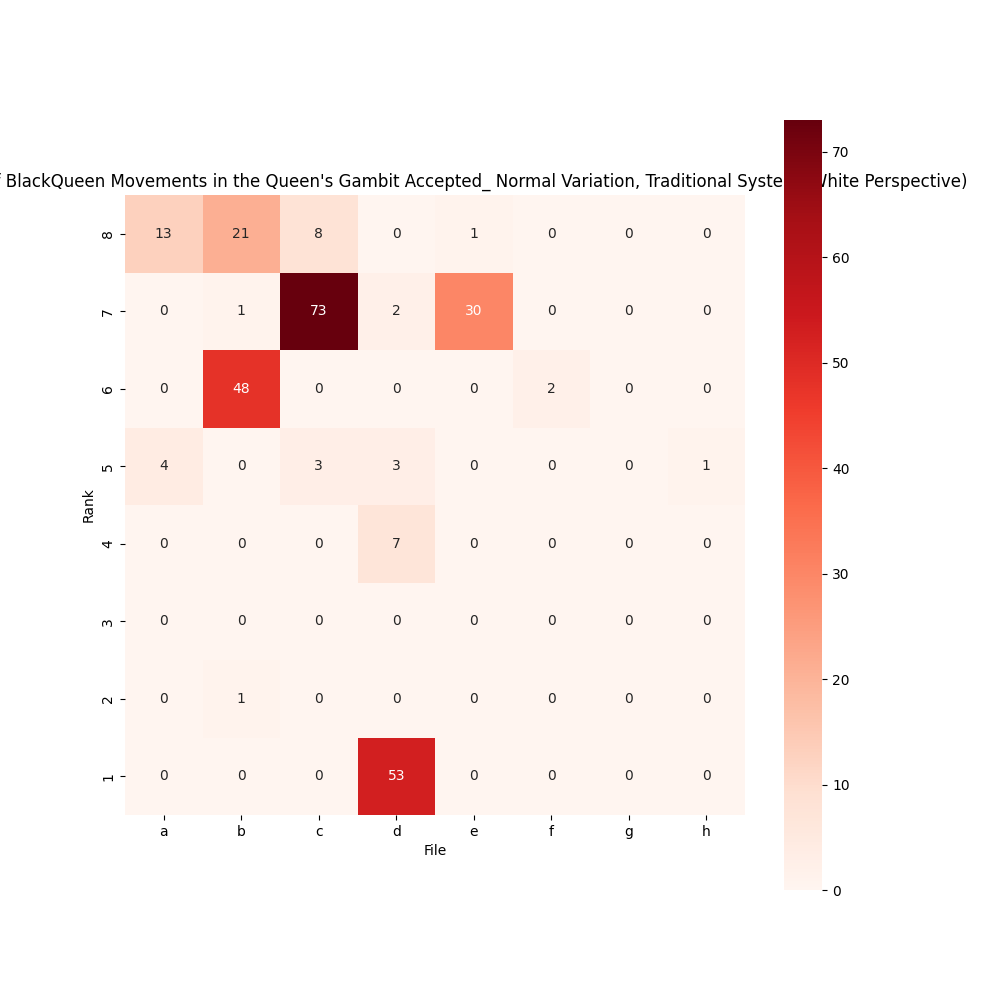 BlackQueen Movements in the Queen's Gambit Accepted_ Normal Variation, Traditional Syste White Perspective)
70
8 13 21 8 0 1 0 0 0
7 0 1 73 2 30 0 0 0
60
6 0 48 0 0 0 2 0 0
50
5 4 0 3 3 0 0 0 1
Rank
40
4 0 0 0 7 0 0 0 0
30
3 0 0 0 0 0 0 0 0
20
2 0 1 0 0 0 0 0 0
10
1 0 0 0 53 0 0 0 0
a b c d e f g h
File
0